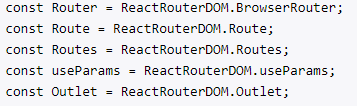 const Router = ReactRouterDOM.BrowserRouter;
const Route = ReactRouterDOM.Route;
const Routes = ReactRouterDOM.Routes;
const useParams = ReactRouterDOM.useParams;
const Outlet = ReactRouterDOM.Outlet;